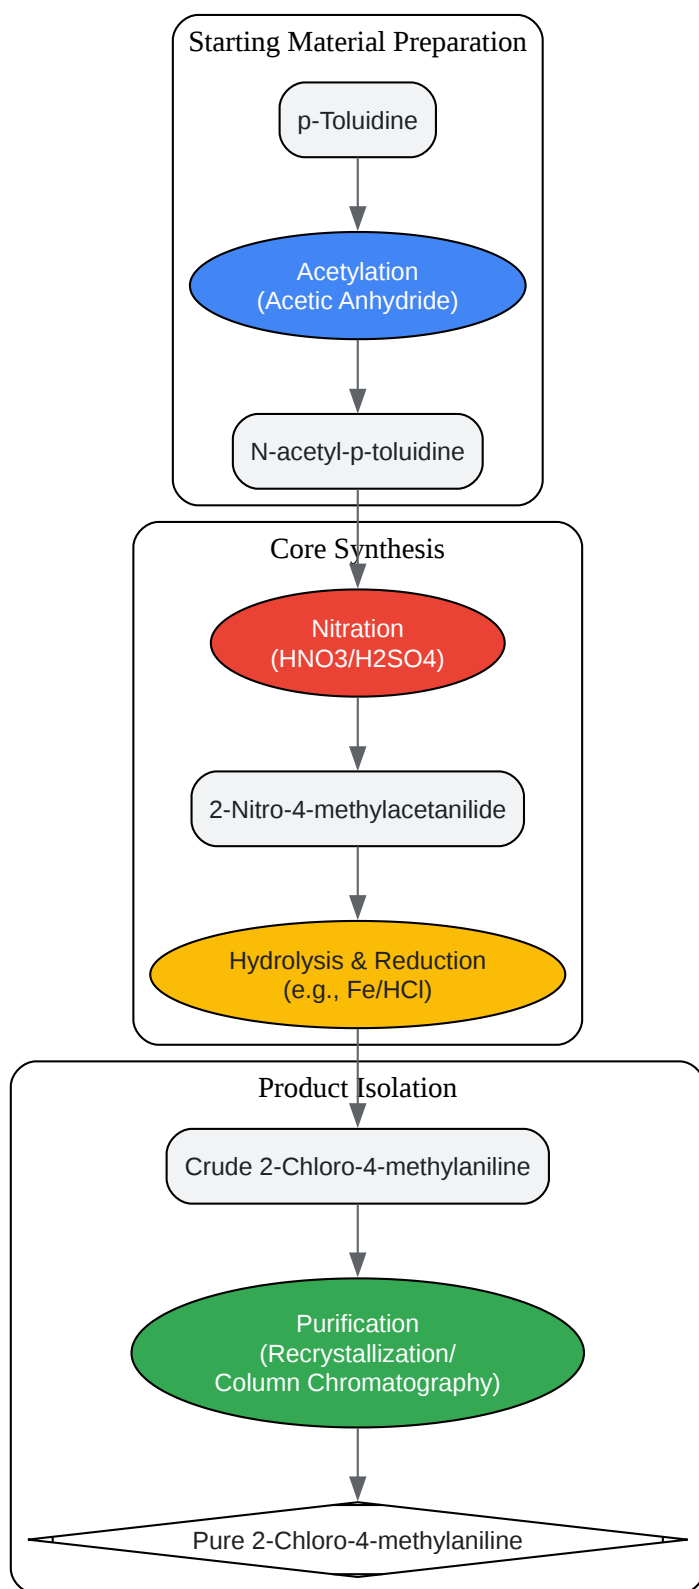 Starting Material Preparation
p-Toluidine
Acetylation
(Acetic Anhydride)
N-acetyl-p-toluidine
Core Synthesis
Nitration
(HNO3/H2SO4)
2-Nitro-4-methylacetanilide
Hydrolysis & Reduction
(e.g., Fe/HCl)
Product Isolation
Crude 2-Chloro-4-methylaniline
Purification
(Recrystallization/
Column Chromatography)
Pure 2-Chloro-4-methylaniline